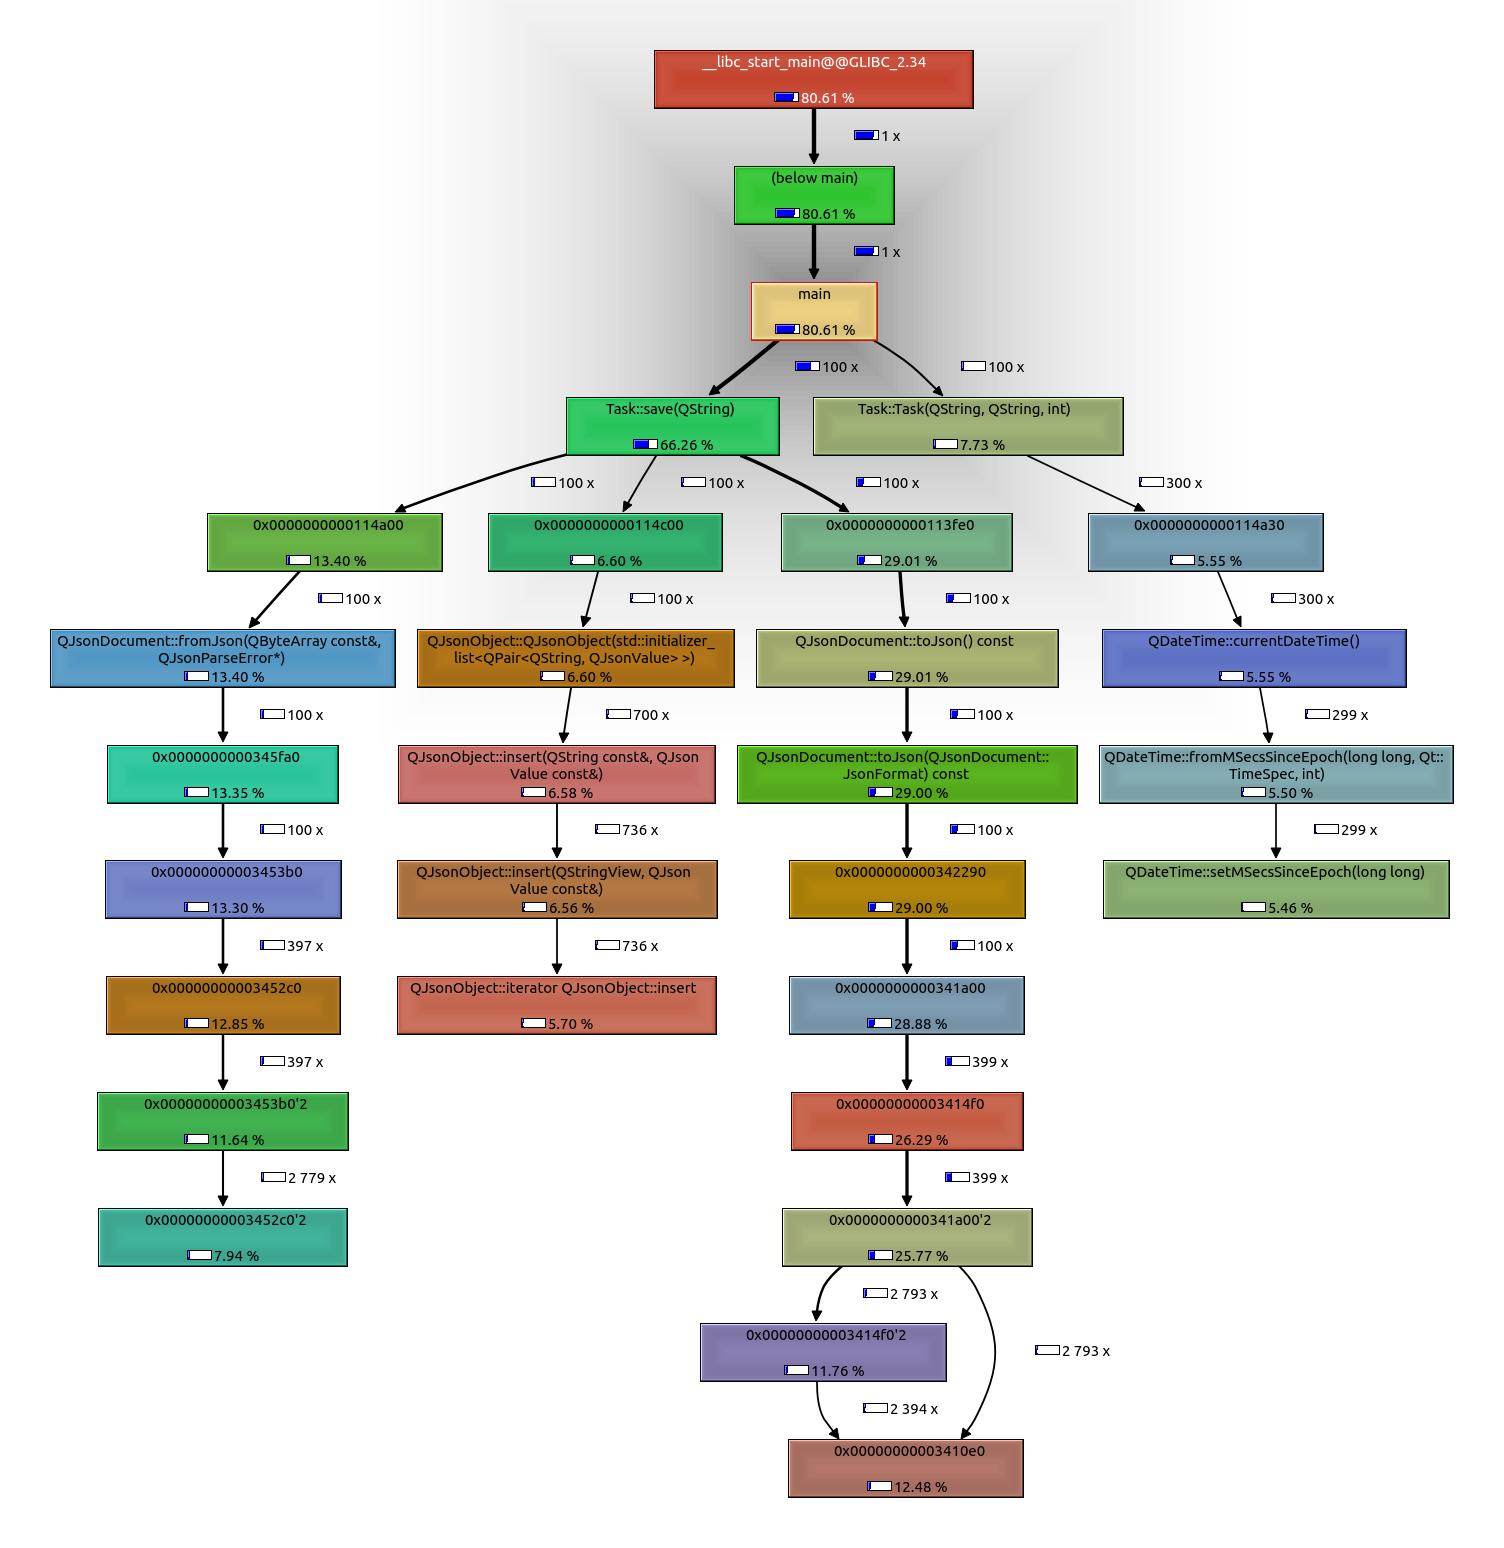 __libc_start_main@@GLIBC_2.34
80.61 %
1 x
(below main)
80.61 %
1 x
main
80.61 %
100 x
100 x
Task::save(QString)
66.26 %
Task::Task(QString, QString, int)
7.73 %
100 x
100 x
100 x
300 x
0x0000000000114a00
13.40 %
0x0000000000114c00
6.60 %
0x0000000000113fe0
29.01 %
0x0000000000114a30
5.55 %
100 x
100 x
100 x
300 x
QJsonDocument::fromJson(QByteArray const&,
QJsonParseError*)
13.40 %
QJsonObject::QJsonObject(std::initializer_
list<QPair<QString, QJsonValue> >)
6.60 %
QJsonDocument::toJson() const
29.01 %
QDateTime::currentDateTime()
5.55 %
100 x
700 x
100 x
299 x
0x0000000000345fa0
13.35 %
QJsonObject::insert(QString const&, QJson
Value const&)
6.58 %
QJsonDocument::toJson(QJsonDocument::
JsonFormat) const
29.00 %
QDateTime::fromMSecsSinceEpoch(long long, Qt::
TimeSpec, int)
5.50 %
100 x
736 x
100 x
299 x
0x00000000003453b0
13.30 %
QJsonObject::insert(QStringView, QJson
Value const&)
6.56 %
0x0000000000342290
29.00 %
QDateTime::setMSecsSinceEpoch(long long)
5.46 %
397 x
736 x
100 x
0x00000000003452c0
12.85 %
QJsonObject::iterator QJsonObject::insert
5.70 %
0x0000000000341a00
28.88 %
397 x
399 x
0x00000000003453b0'2
11.64 %
0x00000000003414f0
26.29 %
2 779 x
399 x
0x00000000003452c0'2
7.94 %
0x0000000000341a00'2
25.77 %
2 793 x
0x00000000003414f0'2
11.76 %
2 793 x
2 394 x
0x00000000003410e0
12.48 %